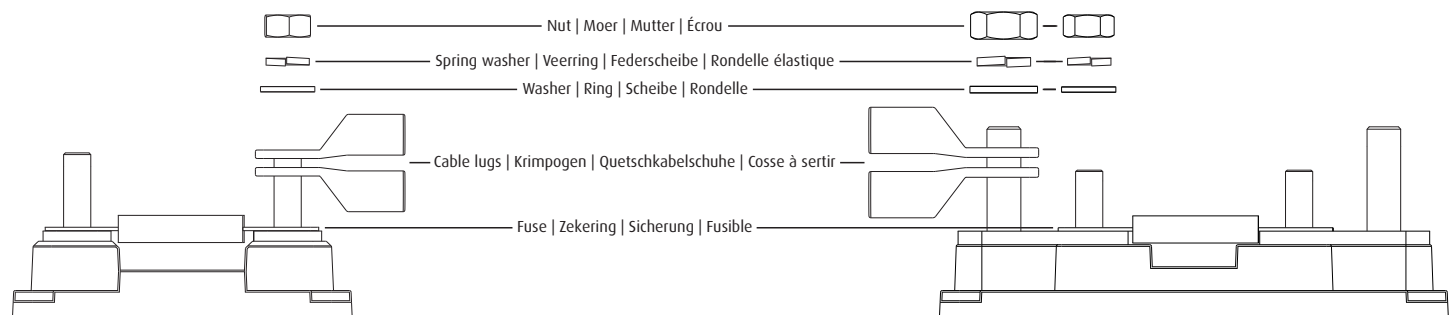 Nut | Moer | Mutter | Écrou
Spring washer | Veerring | Federscheibe | Rondelle élastique
Washer | Ring | Scheibe | Rondelle
Cable lugs | Krimpogen | Quetschkabelschuhe | Cosse à sertir
Fuse | Zekering | Sicherung | Fusible